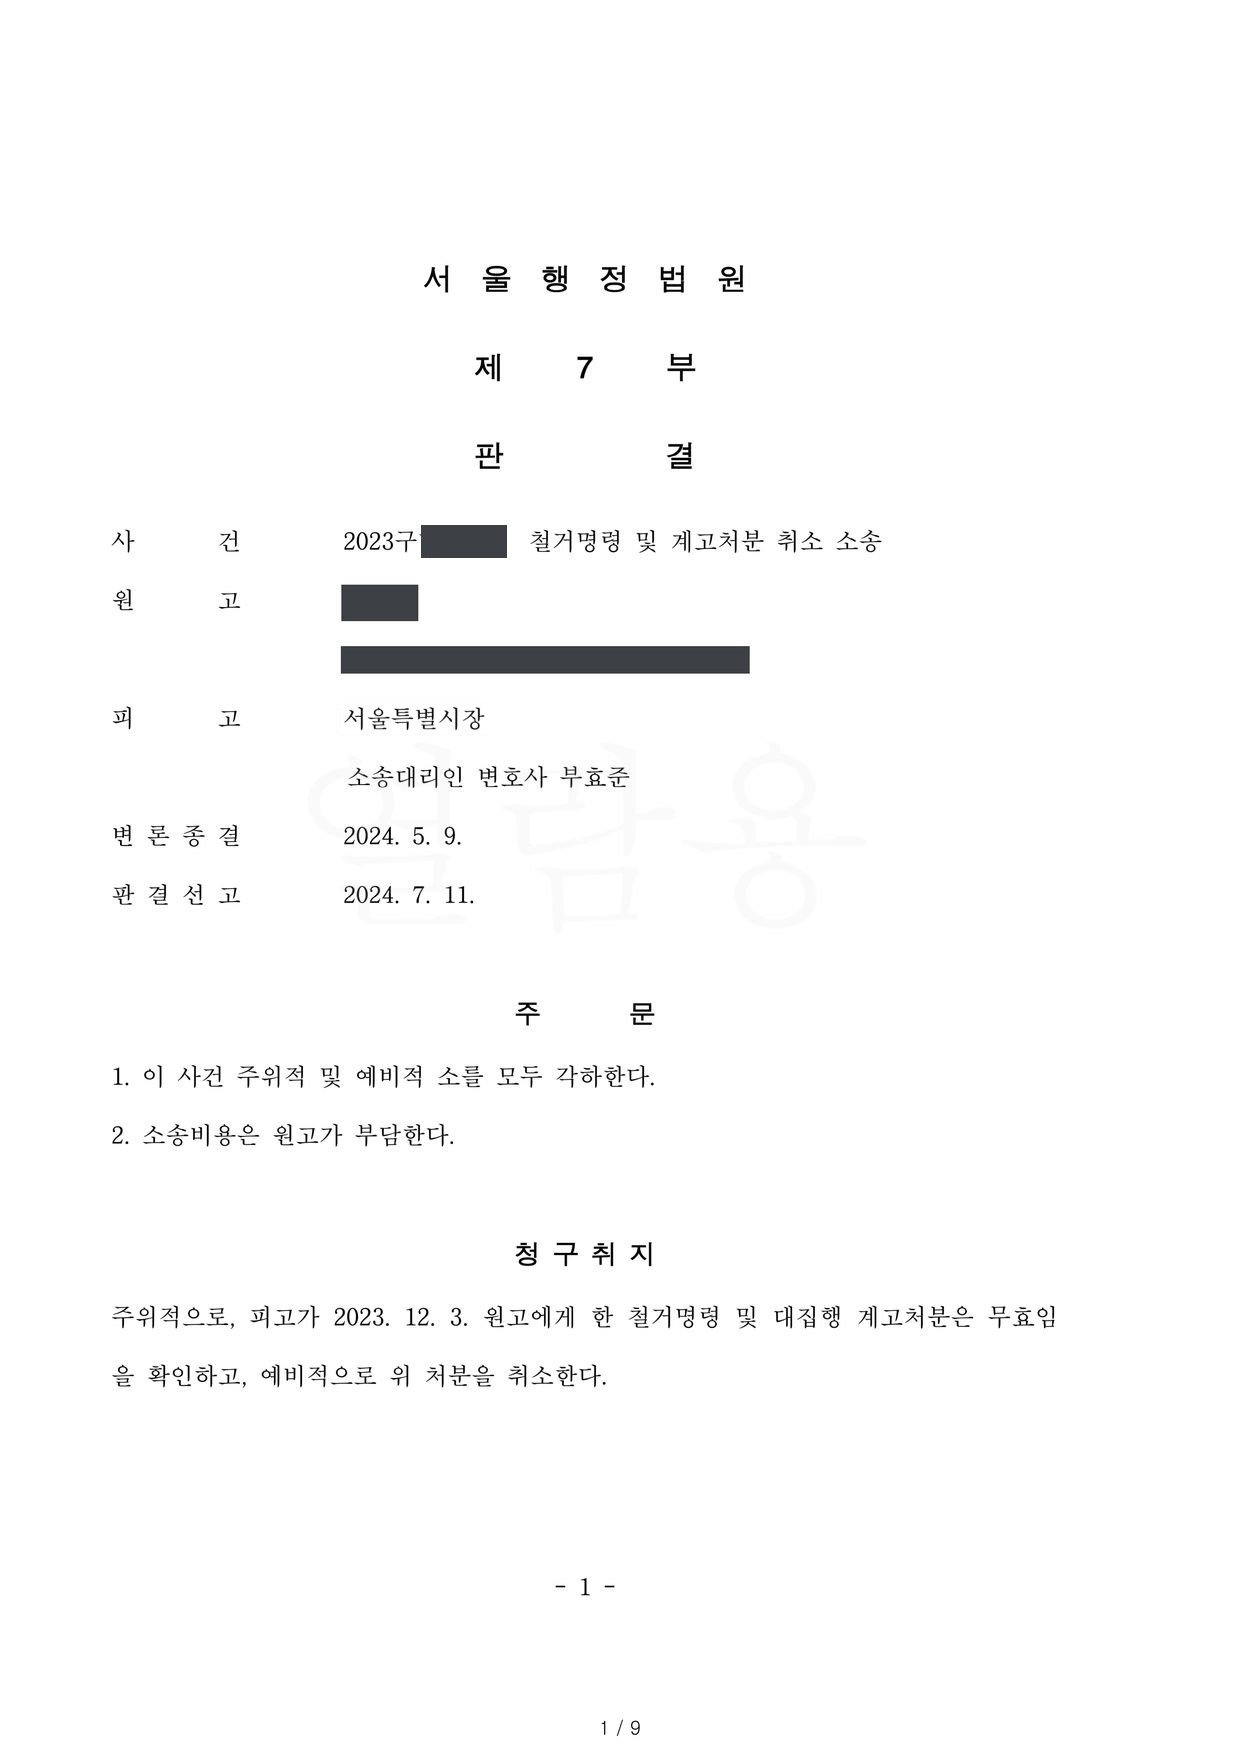 서 울 행 정 법 원
제 7 부
판 결
사 건 2023구 철거명령 및 계고처분 취소 소송
원 고
피 고 서울특별시장
소송대리인 변호사 부효준
변 론 종 결 2024. 5. 9.
판 결 선 고 2024. 7. 11.
열람용
주 문
1. 이 사건 주위적 및 예비적 소를 모두 각하한다.
2. 소송비용은 원고가 부담한다.
청 구 취 지
주위적으로, 피고가 2023. 12. 3. 원고에게 한 철거명령 및 대집행 계고처분은 무효임
을 확인하고, 예비적으로 위 처분을 취소한다.
- 1 -
1 / 9